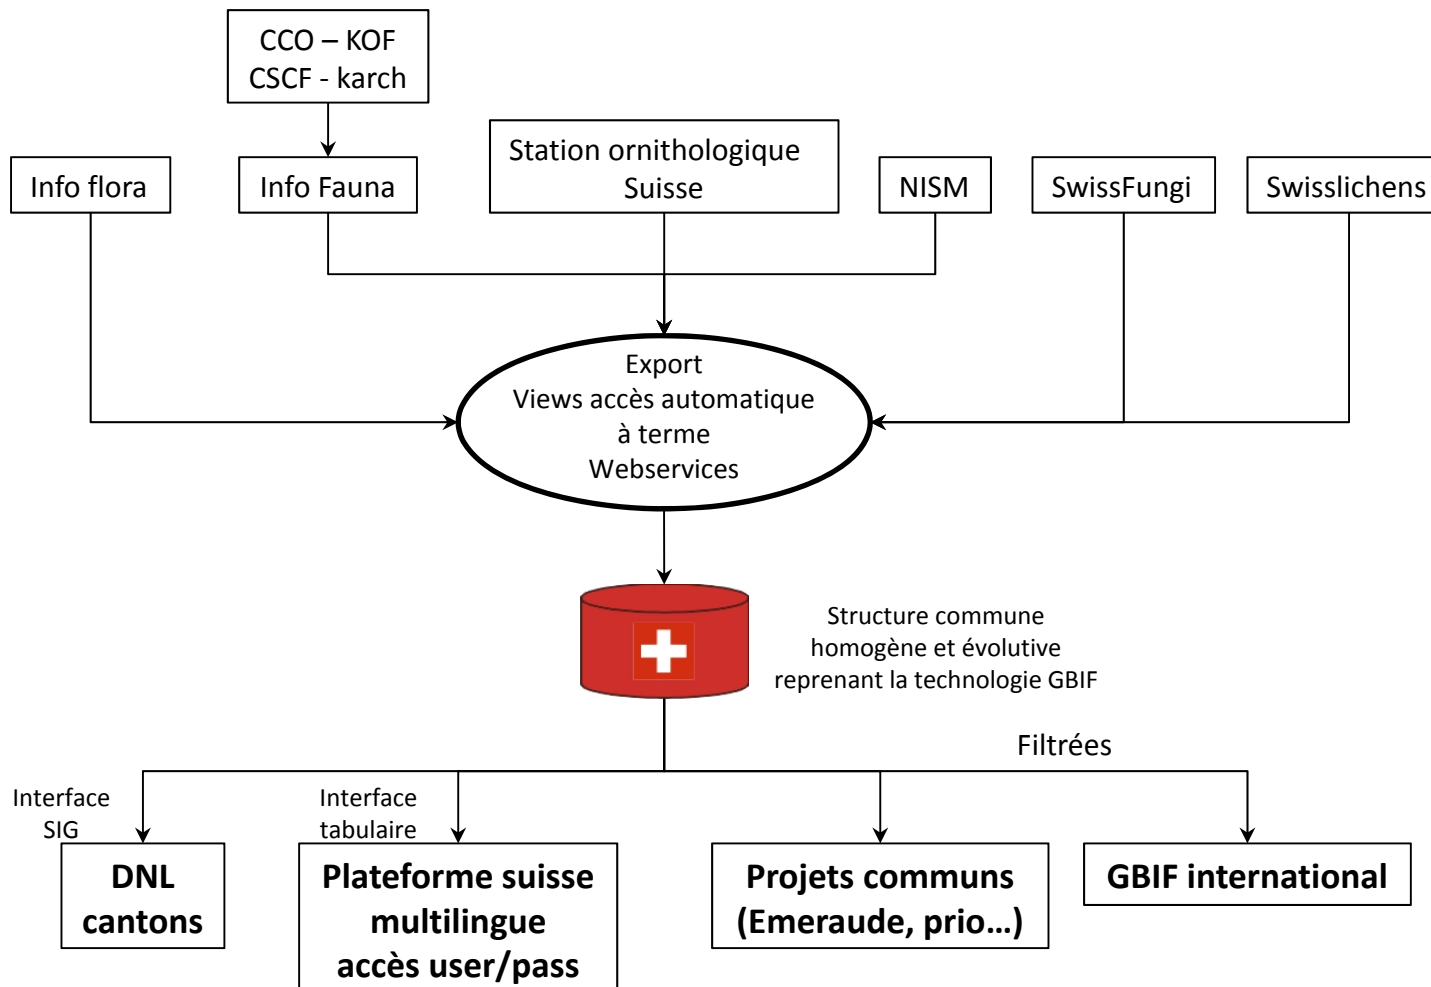 CCO – KOF
CSCF - karch
Info flora
Info Fauna
Station ornithologique
Suisse
NISM
SwissFungi
Swisslichens
Export
Views accès automatique
à terme
Webservices
Structure commune
homogène et évolutive
reprenant la technologie GBIF
Filtrées
Interface
SIG
Interface
tabulaire
DNL
cantons
Plateforme suisse
multilingue
accès user/pass
Projets communs
(Emeraude, prio…)
GBIF international